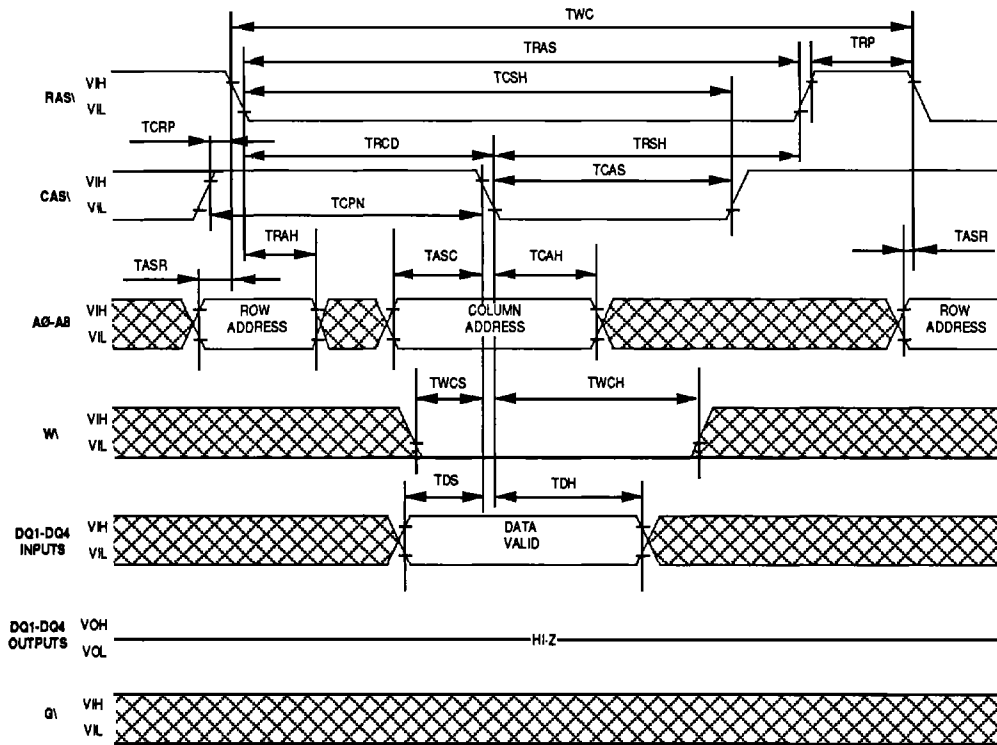 TWC
TRAS
TRP
TCSH
VIH
RAS\
VIL
TCRP
TRCD
TRSH
VIH
TCAS
CAS\
VIL
TCPN
TRAH
TASC
TCAH
TASR
TASR
VIH
ROW
ADDRESS
COLUMN
ADDRESS
ROW
ADDRESS
AØ-A8
VIL
TWCS
TWCH
VIH
W\
VIL
TDS
TDH
VIH
DQ1-DQ4
INPUTS
VIL
DATA
VALID
VOH
DQ1-DQ4
OUTPUTS
VOL
HI-Z
VIH
G\
VIL